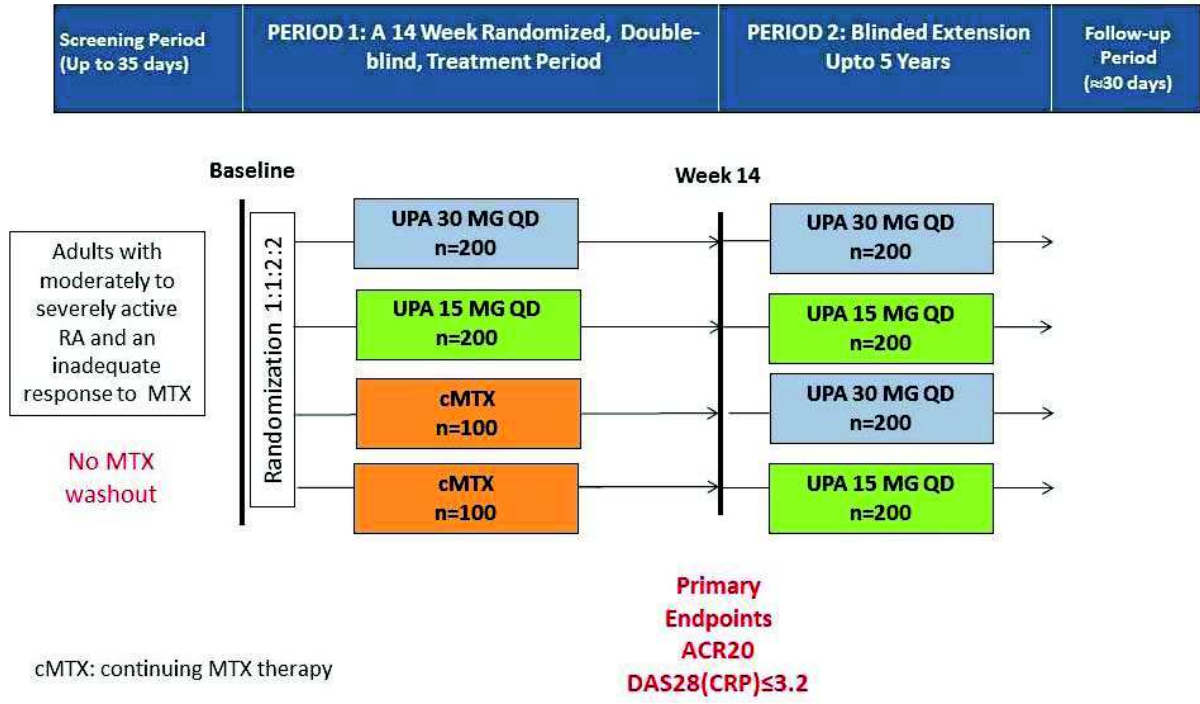 Screening Period
(Up to 35 days)
PERIOD 1: A 14 Week Randomized, Double-
blind, Treatment Period
PERIOD 2: Blinded Extension
Upto 5 Years
Follow-up
Period
(≈30 days)
Baseline
Week 14
Adults with
moderately to
severely active
RA and an
inadequate
response to MTX
No MTX
washout
Randomization 1:1:2:2
UPA 30 MG QD
n=200
UPA 15 MG QD
n=200
cMTX
n=100
cMTX
n=100
UPA 30 MG QD
n=200
UPA 15 MG QD
n=200
UPA 30 MG QD
n=200
UPA 15 MG QD
n=200
Primary
Endpoints
ACR20
DAS28(CRP)≤3.2
cMTX: continuing MTX therapy